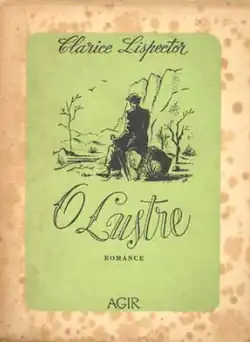 Clarice Lispector
O Lustre
ROMANCE
AGIR